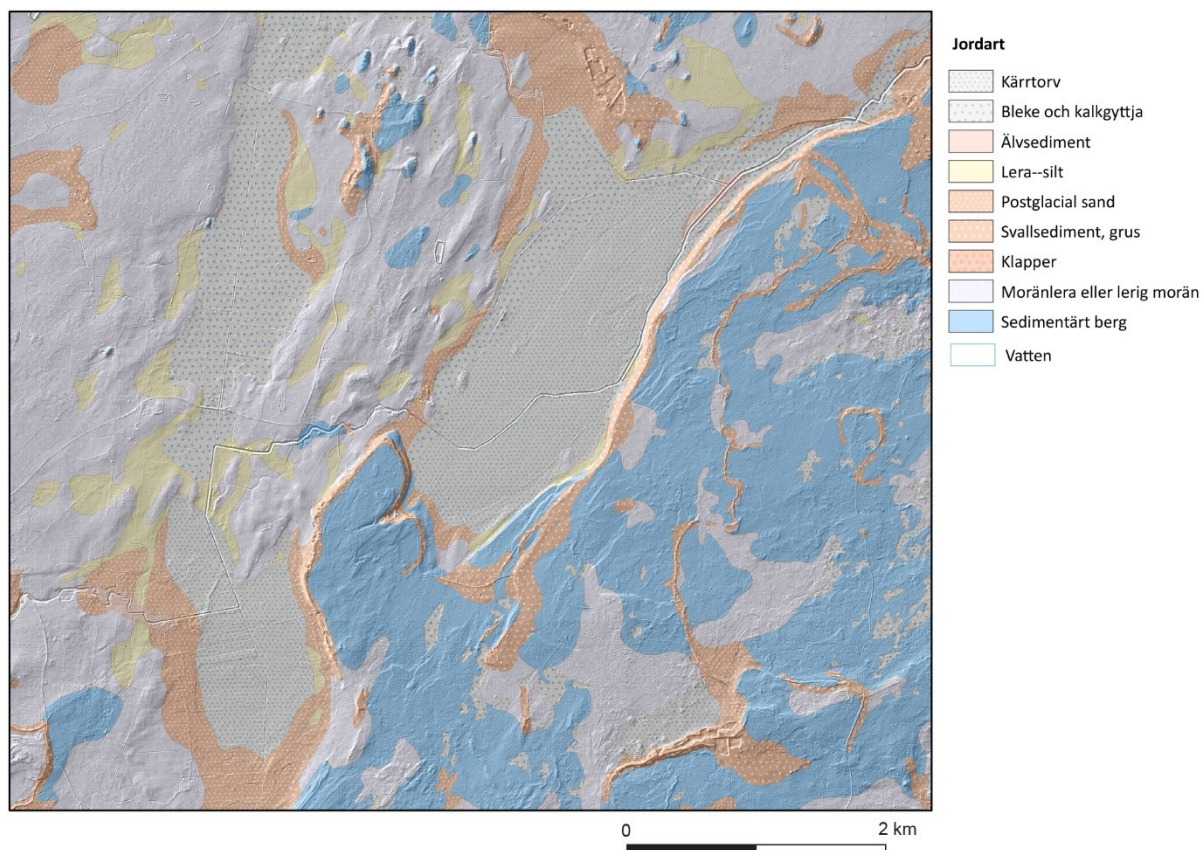 Jordart
Kärrtorv
Bleke och kalkgyttja
Älvsediment
Lera--silt
Postglacial sand
Svallsediment, grus
Klapper
Moränlera eller lerig morän
Sedimentärt berg
Vatten
0 2 km